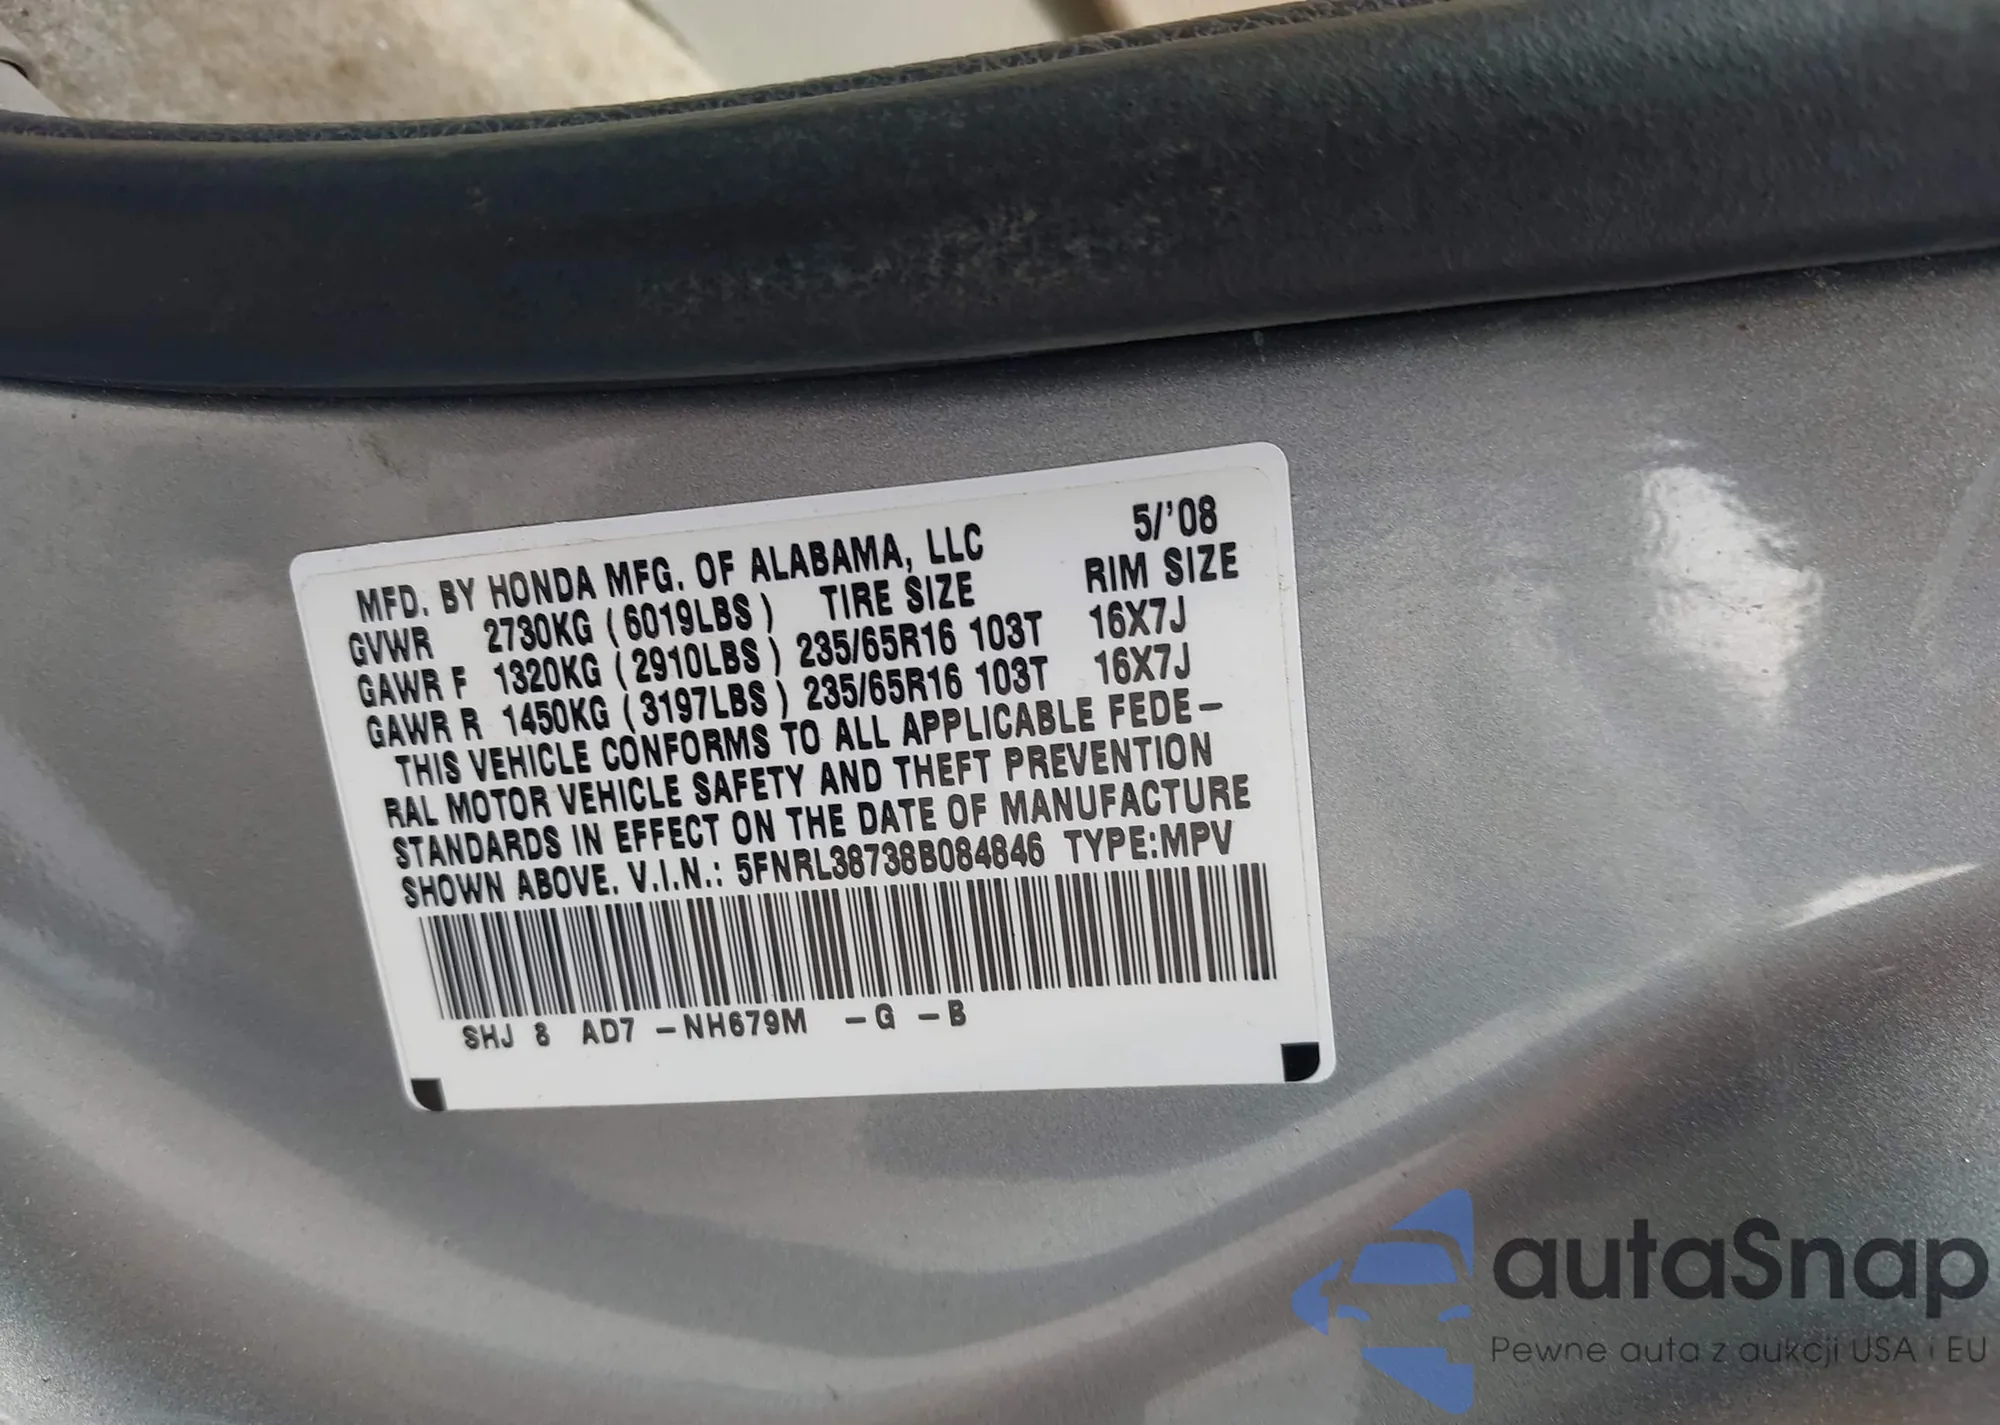 MFD. BY HONDA MFG. OF ALABAMA, LLC 5/'08
GVWR 2730KG (6019LBS) TIRE SIZE RIM SIZE
GAWR F 1320KG (2910LBS) 235/65R16 103T 16X7J
GAWR R 1450KG (3197LBS) 235/65R16 103T 16X7J
THIS VEHICLE CONFORMS TO ALL APPLICABLE FEDE-
RAL MOTOR VEHICLE SAFETY AND THEFT PREVENTION
STANDARDS IN EFFECT ON THE DATE OF MANUFACTURE
SHOWN ABOVE. V.I.N.: 5FNRL38738B084846 TYPE:MPV
SHJ 8 AD7 -NH679M -G -B
autaSnap
Pewne auta z aukcji USA i EU